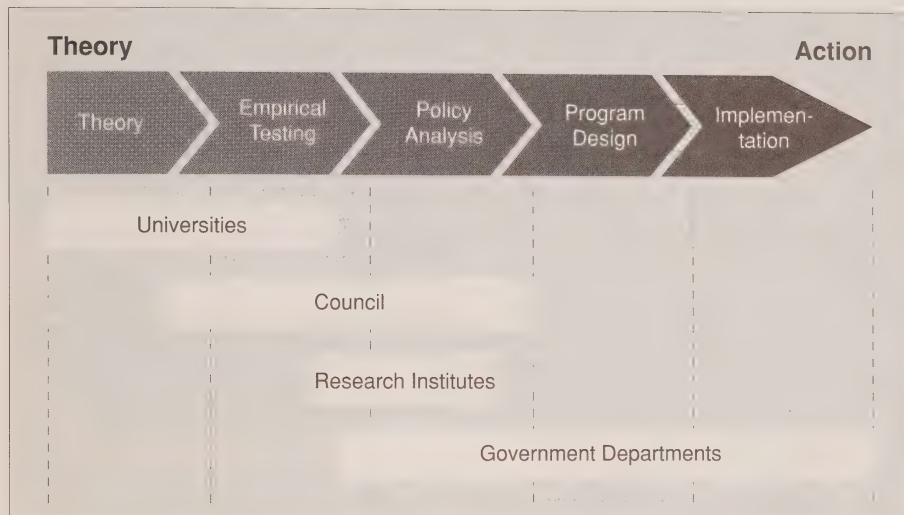 Theory
Action
Theory
Empirical
Testing
Policy
Analysis
Program
Design
Implemen-
tation
Universities
Council
Research Institutes
Government Departments